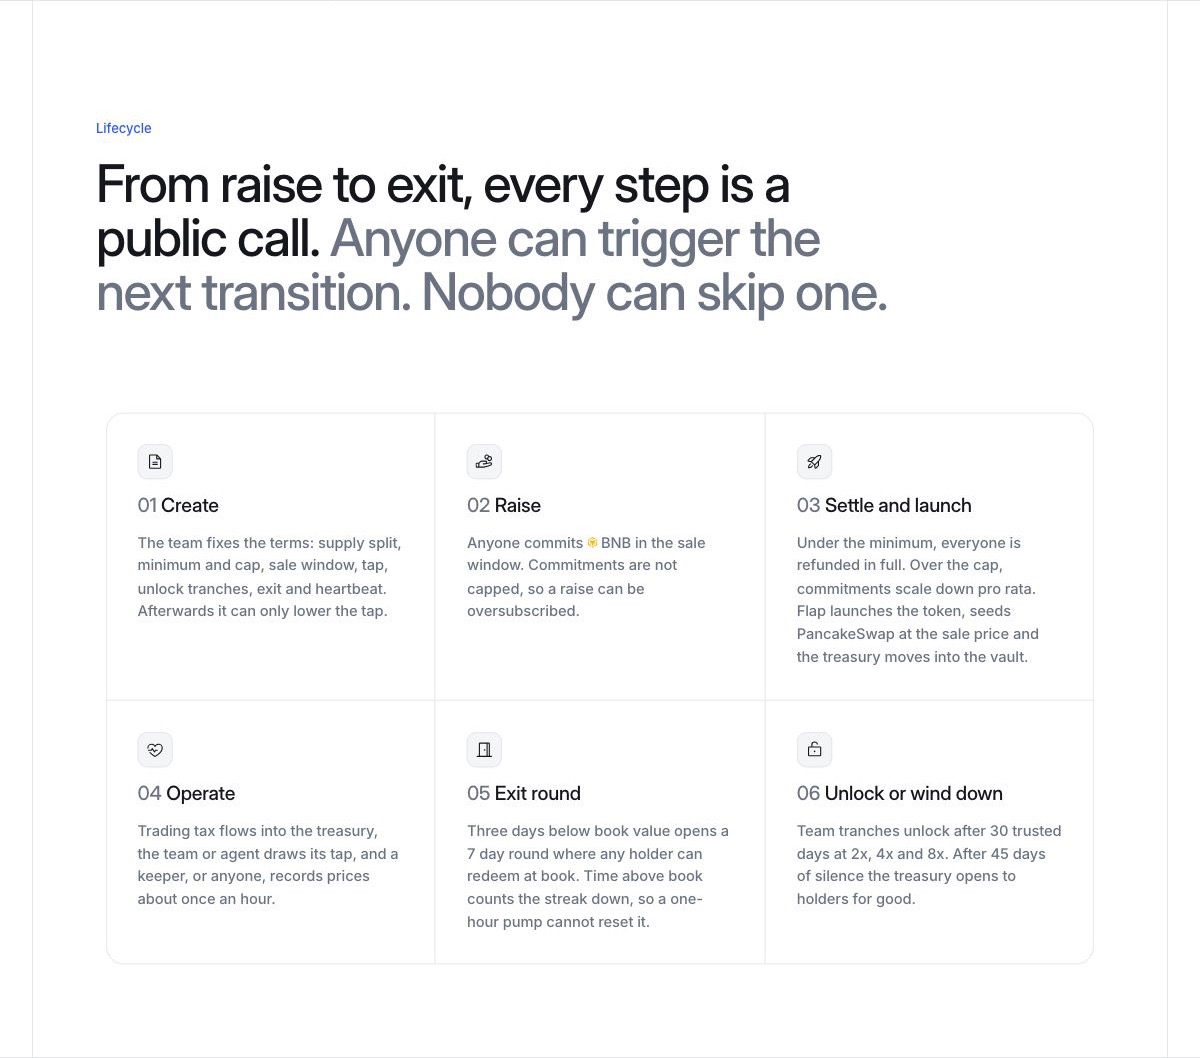 Lifecycle
From raise to exit, every step is a
public call. Anyone can trigger the
next transition. Nobody can skip one.
01 Create
The team fixes the terms: supply split,
minimum and cap, sale window, tap,
unlock tranches, exit and heartbeat.
Afterwards it can only lower the tap.
02 Raise
Anyone commits BNB in the sale
window. Commitments are not
capped, so a raise can be
oversubscribed.
03 Settle and launch
Under the minimum, everyone is
refunded in full. Over the cap,
commitments scale down pro rata.
Flap launches the token, seeds
PancakeSwap at the sale price and
the treasury moves into the vault.
04 Operate
Trading tax flows into the treasury,
the team or agent draws its tap, and a
keeper, or anyone, records prices
about once an hour.
05 Exit round
Three days below book value opens a
7 day round where any holder can
redeem at book. Time above book
counts the streak down, so a one-
hour pump cannot reset it.
06 Unlock or wind down
Team tranches unlock after 30 trusted
days at 2x, 4x and 8x. After 45 days
of silence the treasury opens to
holders for good.